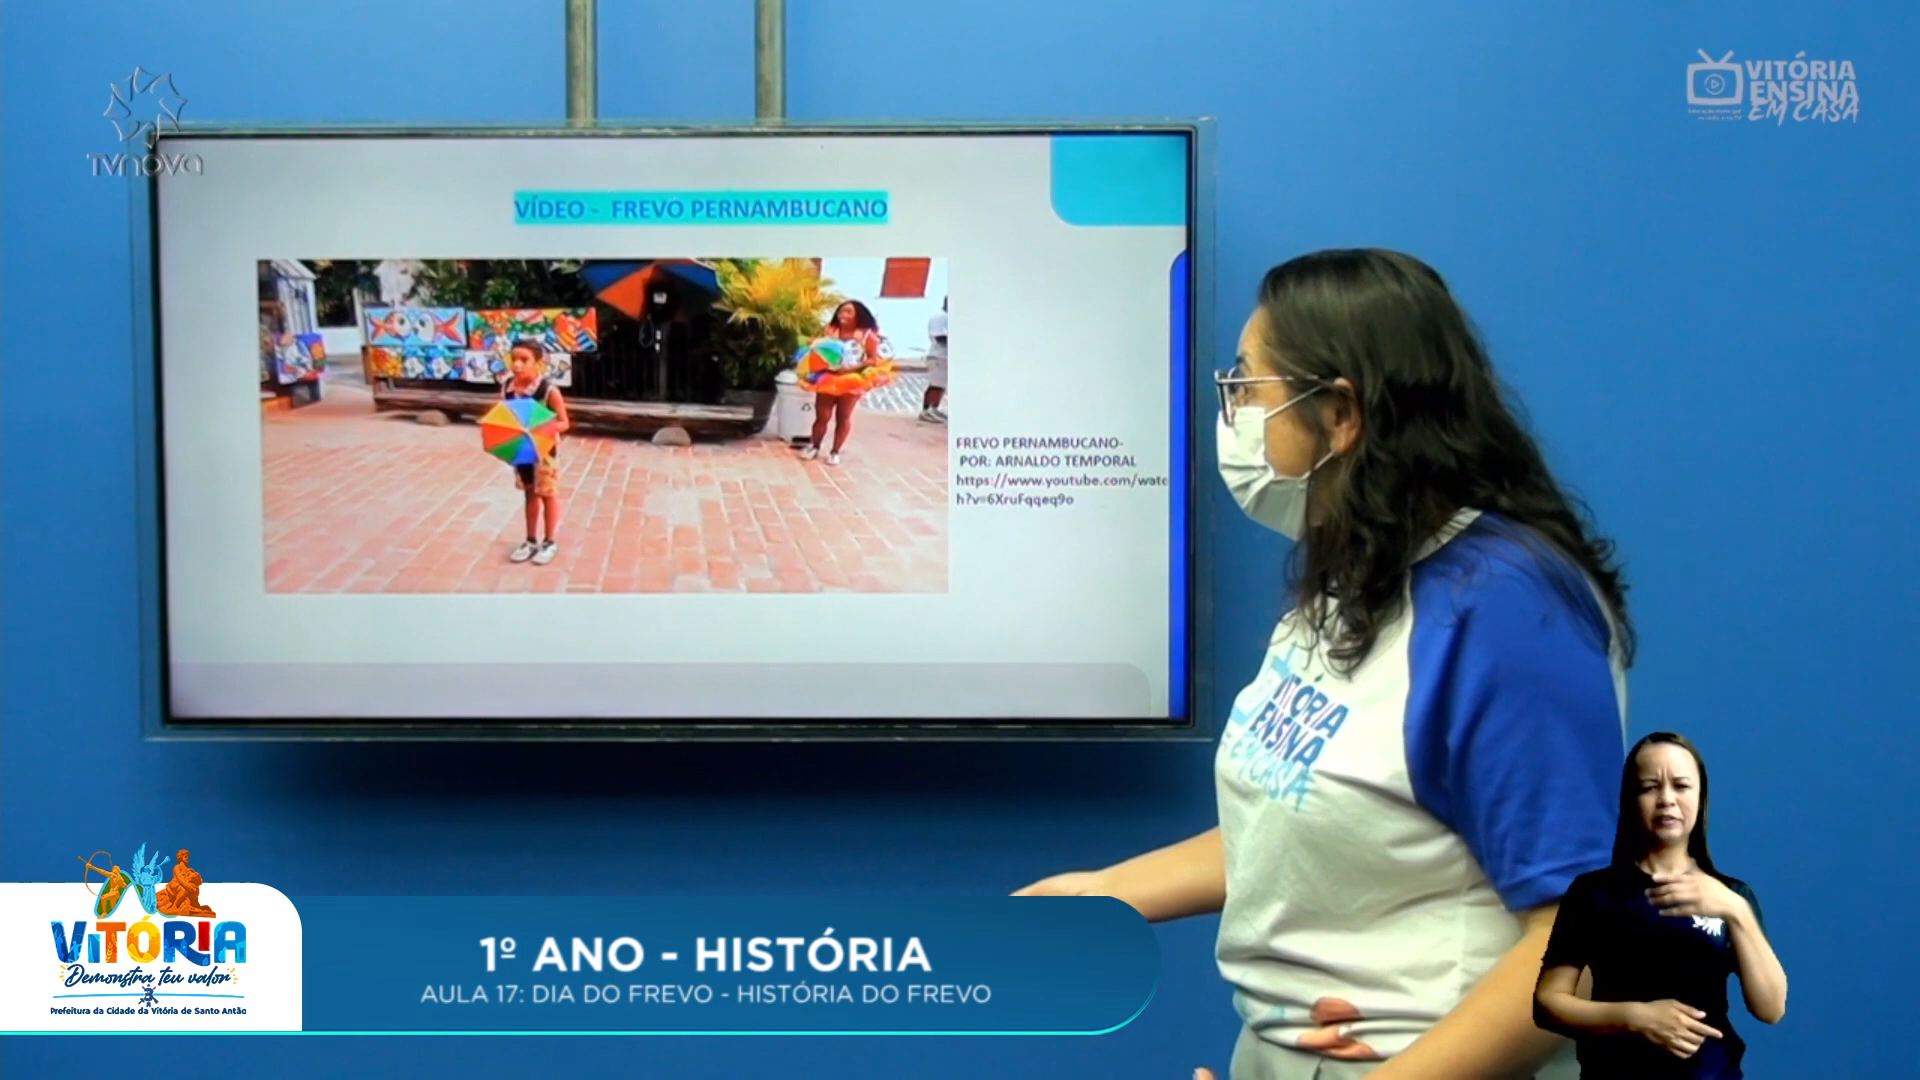 TVNOVA
VITÓRIA
ENSINA
EM CASA
VÍDEO - FREVO PERNAMBUCANO
FREVO PERNAMBUCANO-
POR: ARNALDO TEMPORAL
https://www.youtube.com/watc
h?v=6XruFqqeq9o
VITÓRIA
ENSINA
EM CASA
VITÓRIA
Demonstra teu valor
Prefeitura da Cidade da Vitória de Santo Antão
1º ANO - HISTÓRIA
AULA 17: DIA DO FREVO - HISTÓRIA DO FREVO